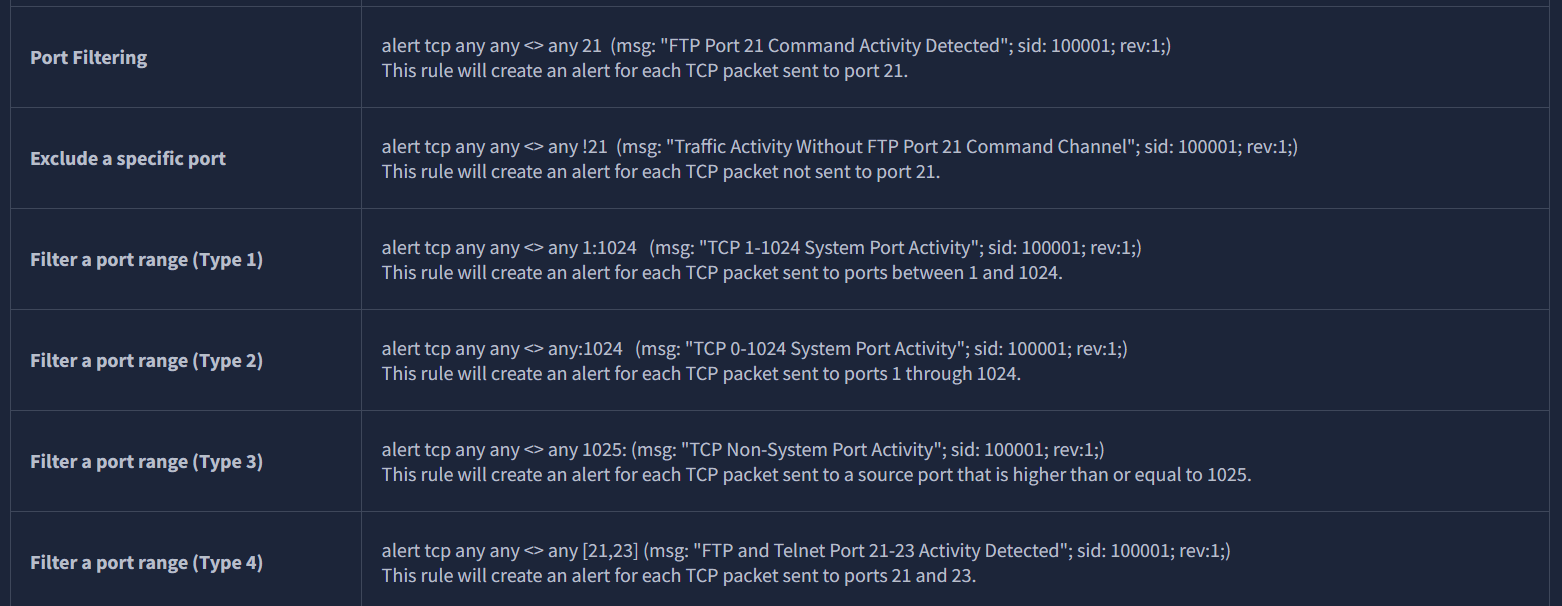 Port Filtering
alert tcp any any <> any 21  (msg: "FTP Port 21 Command Activity Detected"; sid: 100001; rev:1;)
This rule will create an alert for each TCP packet sent to port 21.
Exclude a specific port
alert tcp any any <> any !21  (msg: "Traffic Activity Without FTP Port 21 Command Channel"; sid: 100001; rev:1;)
This rule will create an alert for each TCP packet not sent to port 21.
Filter a port range (Type 1)
alert tcp any any <> any 1:1024   (msg: "TCP 1-1024 System Port Activity"; sid: 100001; rev:1;)
This rule will create an alert for each TCP packet sent to ports between 1 and 1024.
Filter a port range (Type 2)
alert tcp any any <> any:1024   (msg: "TCP 0-1024 System Port Activity"; sid: 100001; rev:1;)
This rule will create an alert for each TCP packet sent to ports 1 through 1024.
Filter a port range (Type 3)
alert tcp any any <> any 1025: (msg: "TCP Non-System Port Activity"; sid: 100001; rev:1;)
This rule will create an alert for each TCP packet sent to a source port that is higher than or equal to 1025.
Filter a port range (Type 4)
alert tcp any any <> any [21,23] (msg: "FTP and Telnet Port 21-23 Activity Detected"; sid: 100001; rev:1;)
This rule will create an alert for each TCP packet sent to ports 21 and 23.